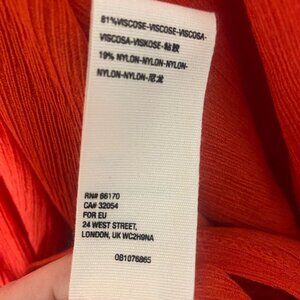 81%VISCOSE-VISCOSE-VISCOSA-
VISCOSA-VISKOSE-粘胶
19% NYLON-NYLON-NYLON-
NYLON-NYLON-尼龙
RN# 66170
CA# 32054
FOR EU
24 WEST STREET,
LONDON, UK WC2H9NA
OB1076865